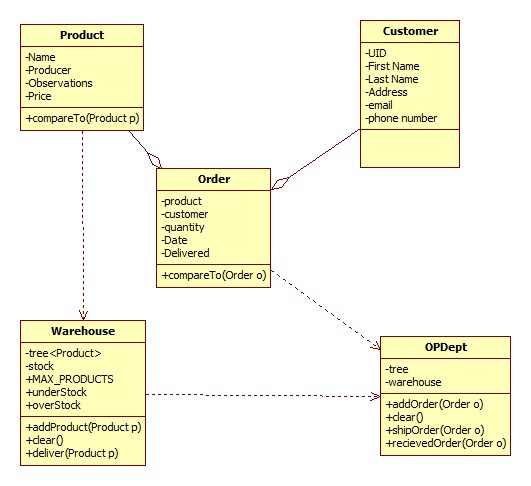 Product
-Name
-Producer
-Observations
-Price
+compareTo(Product p)
Customer
-UID
-First Name
-Last Name
-Address
-email
-phone number
Order
-product
-customer
-quantity
-Date
-Delivered
+compareTo(Order o)
Warehouse
-tree<Product>
-stock
+MAX_PRODUCTS
+underStock
+overStock
+addProduct(Product p)
+clear()
+deliver(Product p)
OPDept
-tree
-warehouse
+addOrder(Order o)
+clear()
+shipOrder(Order o)
+recievedOrder(Order o)